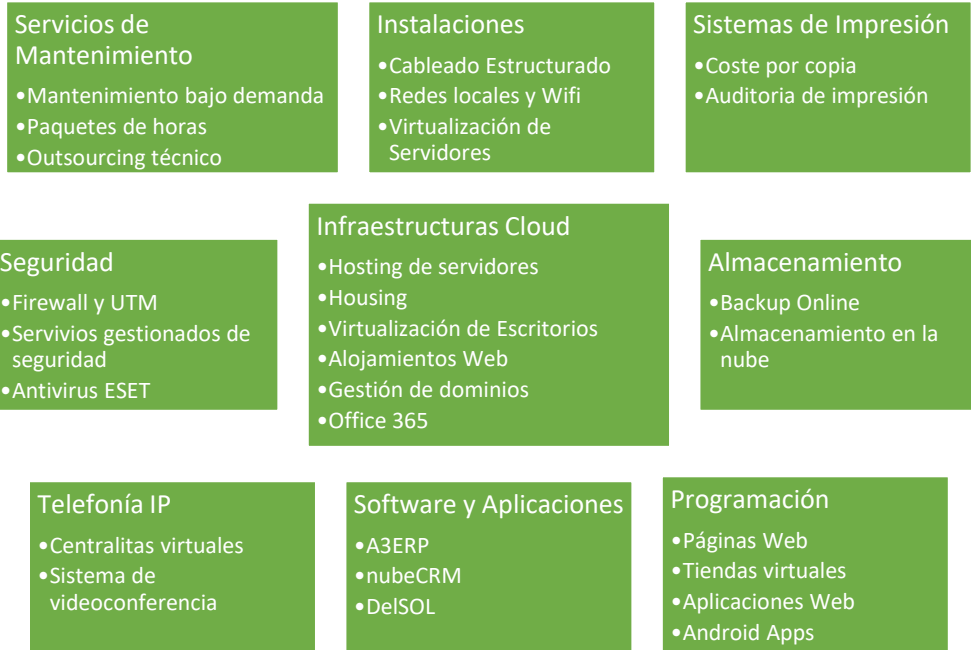 Servicios de
Mantenimiento
•Mantenimiento bajo demanda
•Paquetes de horas
•Outsourcing técnico
Instalaciones
•Cableado Estructurado
•Redes locales y Wifi
•Virtualización de
Servidores
Sistemas de Impresión
•Coste por copia
•Auditoria de impresión
Seguridad
•Firewall y UTM
•Servivios gestionados de
seguridad
•Antivirus ESET
Infraestructuras Cloud
•Hosting de servidores
•Housing
•Virtualización de Escritorios
•Alojamientos Web
•Gestión de dominios
•Office 365
Almacenamiento
•Backup Online
•Almacenamiento en la
nube
Telefonía IP
•Centralitas virtuales
•Sistema de
videoconferencia
Software y Aplicaciones
•A3ERP
•nubeCRM
•DelSOL
Programación
•Páginas Web
•Tiendas virtuales
•Aplicaciones Web
•Android Apps